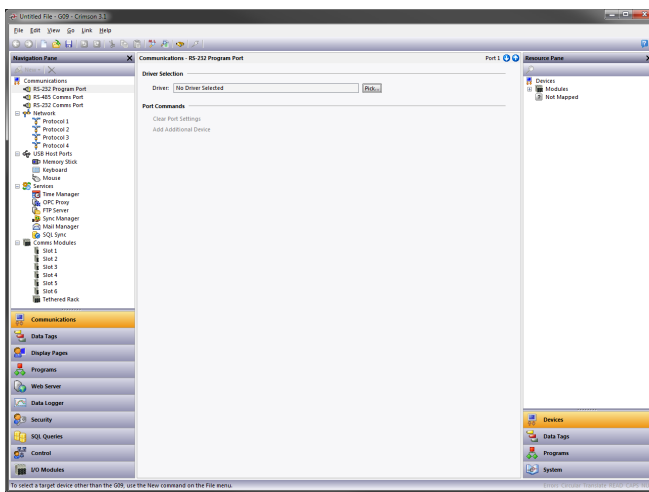 Untitled File - G09 - Crimson 3.1
File Edit View Go Link Help
Navigation Pane
Communications - RS-232 Program Port
Port 1
Resource Pane
New
Communications
RS-232 Program Port
RS-485 Comms Port
RS-232 Comms Port
Network
Protocol 1
Protocol 2
Protocol 3
Protocol 4
USB Host Ports
Memory Stick
Keyboard
Mouse
Services
Time Manager
OPC Proxy
FTP Server
Sync Manager
Mail Manager
SQL Sync
Comms Modules
Slot 1
Slot 2
Slot 3
Slot 4
Slot 5
Slot 6
Tethered Rack
Driver Selection
Driver: No Driver Selected Pick...
Port Commands
Clear Port Settings
Add Additional Device
Devices
Modules
Not Mapped
Communications
Data Tags
Display Pages
Programs
Web Server
Data Logger
Security
SQL Queries
Control
I/O Modules
Devices
Data Tags
Programs
System
To select a target device other than the G09, use the New command on the File menu.
Errors Circular Translate READ CAPS